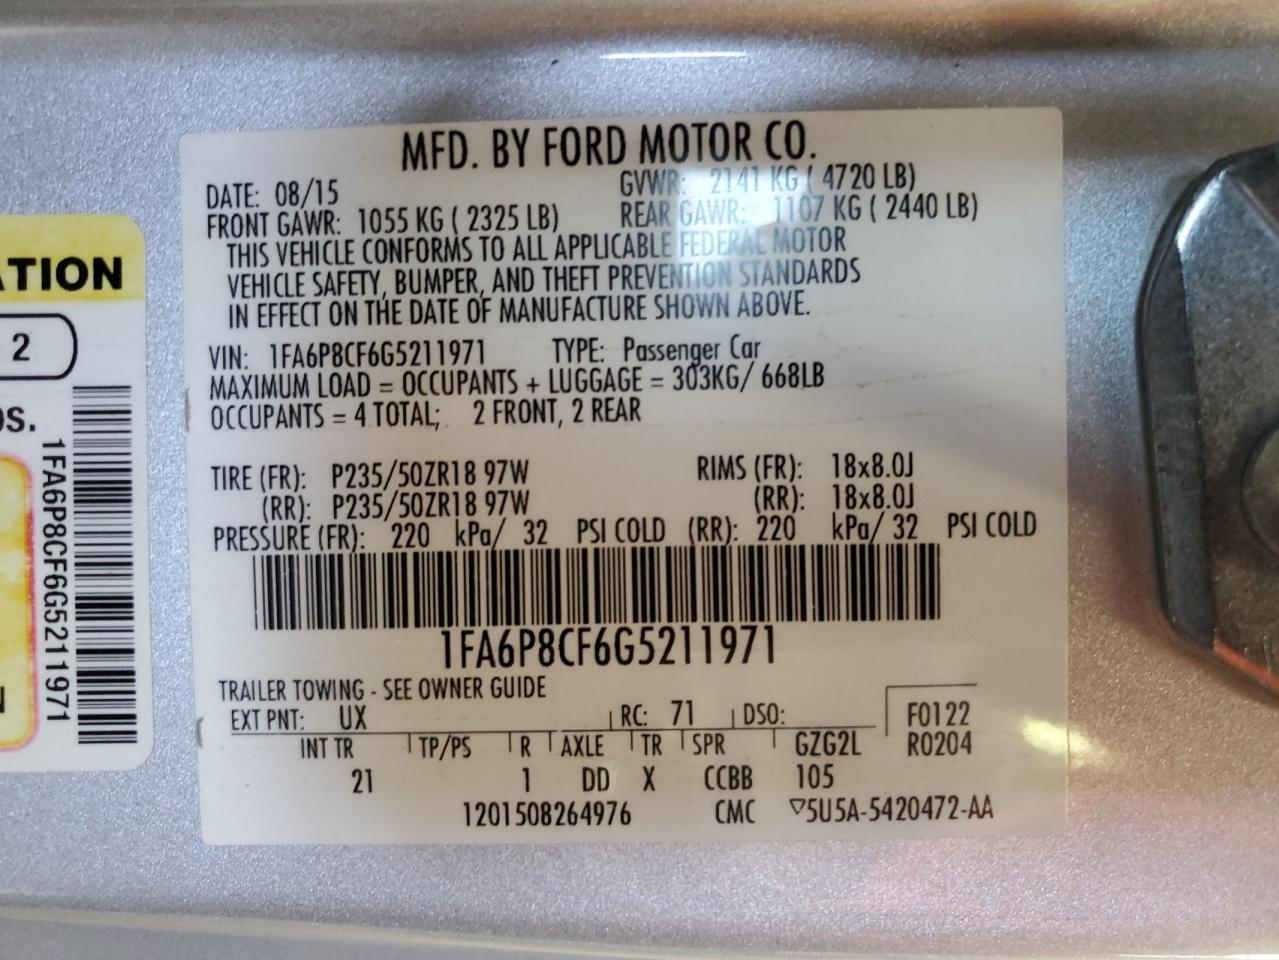 MFD. BY FORD MOTOR CO.
DATE: 08/15 GVWR: 2141 KG ( 4720 LB)
FRONT GAWR: 1055 KG ( 2325 LB) REAR GAWR: 1107 KG ( 2440 LB)
THIS VEHICLE CONFORMS TO ALL APPLICABLE FEDERAL MOTOR
VEHICLE SAFETY, BUMPER, AND THEFT PREVENTION STANDARDS
IN EFFECT ON THE DATE OF MANUFACTURE SHOWN ABOVE.
VIN: 1FA6P8CF6G5211971 TYPE: Passenger Car
MAXIMUM LOAD = OCCUPANTS + LUGGAGE = 303KG/ 668LB
OCCUPANTS = 4 TOTAL; 2 FRONT, 2 REAR
TIRE (FR): P235/50ZR18 97W RIMS (FR): 18x8.0J
(RR): P235/50ZR18 97W (RR): 18x8.0J
PRESSURE (FR): 220 kPa/ 32 PSI COLD (RR): 220 kPa/ 32 PSI COLD
1FA6P8CF6G5211971
TRAILER TOWING - SEE OWNER GUIDE
EXT PNT: UX RC: 71 DSO: F0122
INT TR TP/PS R AXLE TR SPR GZG2L R0204
21 1 DD X CCBB 105
1201508264976 CMC ▽5U5A-5420472-AA
ATION
2
OS.
1FA6P8CF6G5211971
N